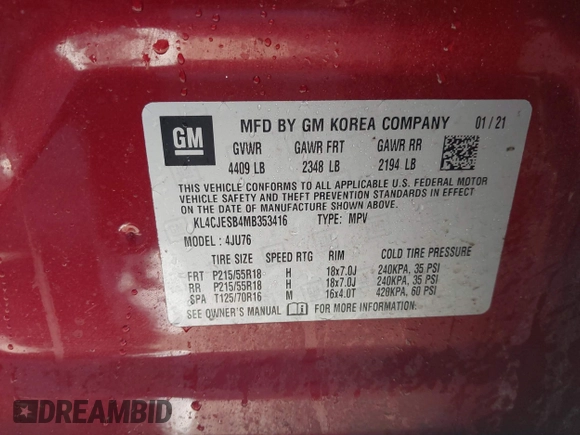 GM
MFD BY GM KOREA COMPANY 01/21
GVWR GAWR FRT GAWR RR
4409 LB 2348 LB 2194 LB
THIS VEHICLE CONFORMS TO ALL APPLICABLE U.S. FEDERAL MOTOR
VEHICLE SAFETY AND THEFT PREVENTION STANDARDS IN EFFECT
ON THE DATE OF MANUFACTURE SHOWN ABOVE.
KL4CJESB4MB353416 TYPE: MPV
MODEL: 4JU76
TIRE SIZE SPEED RTG RIM COLD TIRE PRESSURE
FRT P215/55R18 H 18x7.0J 240KPA, 35 PSI
RR P215/55R18 H 18x7.0J 240KPA, 35 PSI
SPA T125/70R16 M 16x4.0T 420KPA, 60 PSI
SEE OWNER'S MANUAL FOR MORE INFORMATION.
DREAMBID